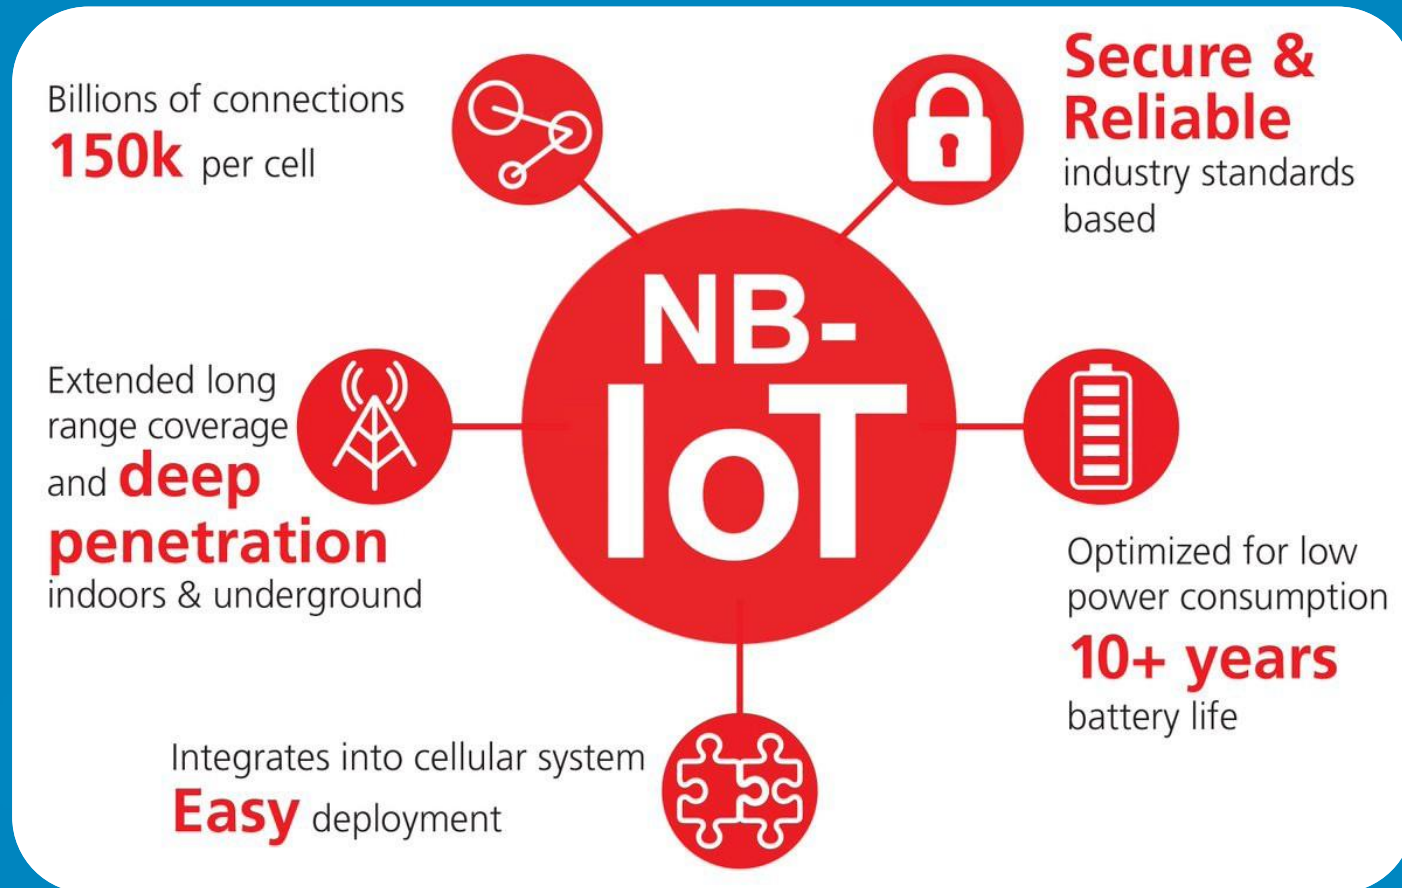 Billions of connections
150k per cell
Secure &
Reliable
industry standards
based
NB-
IoT
Extended long
range coverage
and deep
penetration
indoors & underground
Optimized for low
power consumption
10+ years
battery life
Integrates into cellular system
Easy deployment